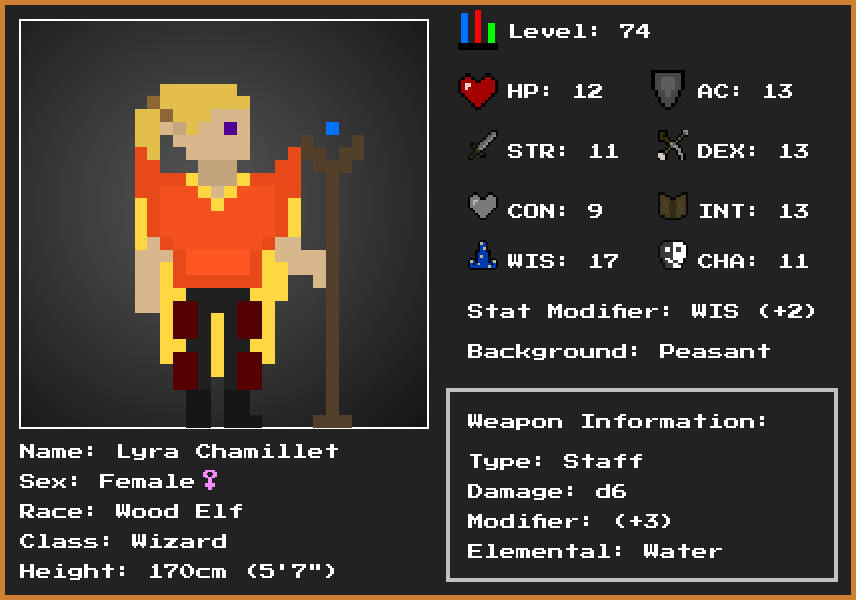 Level: 74
HP: 12 AC: 13
STR: 11 DEX: 13
CON: 9 INT: 13
WIS: 17 CHA: 11
Stat Modifier: WIS (+2)
Background: Peasant
Weapon Information:
Type: Staff
Damage: d6
Modifier: (+3)
Elemental: Water
Name: Lyra Chamillet
Sex: Female♀
Race: Wood Elf
Class: Wizard
Height: 170cm (5'7")